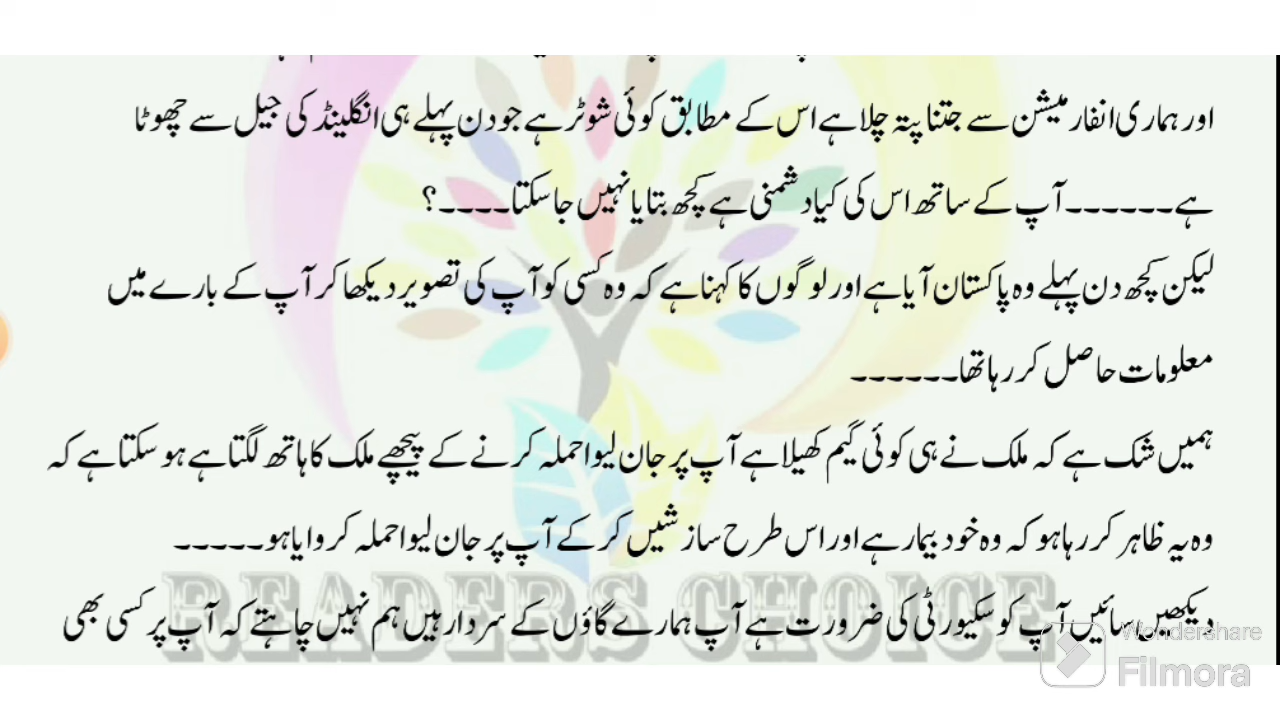 اور ہماری انفارمیشن سے جتنا پتہ چلا ہے اس کے مطابق کوئی شوٹر ہے جو دن پہلے ہی انگلینڈ کی جیل سے چھوٹا
ہے۔۔۔۔۔۔ آپ کے ساتھ اس کی کیا دشمنی ہے کچھ بتایا نہیں جا سکتا۔۔۔۔؟
لیکن کچھ دن پہلے وہ پاکستان آیا ہے اور لوگوں کا کہنا ہے کہ وہ کسی کو آپ کی تصویر دیکھا کر آپ کے بارے میں
معلومات حاصل کر رہا تھا۔۔۔۔۔۔
ہمیں شک ہے کہ ملک نے ہی کوئی گیم کھیلا ہے آپ پر جان لیوا حملہ کرنے کے پیچھے ملک کا ہاتھ لگتا ہے ہو سکتا ہے کہ
وہ یہ ظاہر کر رہا ہو کہ وہ خود بیمار ہے اور اس طرح سازشیں کر کے آپ پر جان لیوا حملہ کروایا ہو۔۔۔۔۔
دیکھیں سائیں آپ کو سکیورٹی کی ضرورت ہے آپ ہمارے گاؤں کے سردار ہیں ہم نہیں چاہتے کہ آپ پر کسی بھی
READERS CHOICE
Wondershare
Filmora